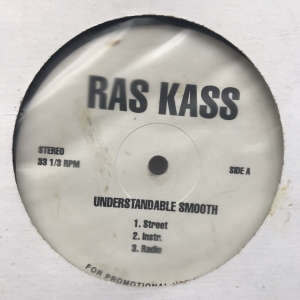 RAS KASS
STEREO
33 1/3 RPM
SIDE A
UNDERSTANDABLE SMOOTH
1. Street
2. Instr.
3. Radio
FOR PROMOTIONAL